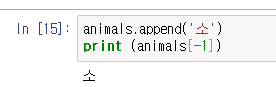 In [15]: animals.append('소')
print (animals[-1])
소